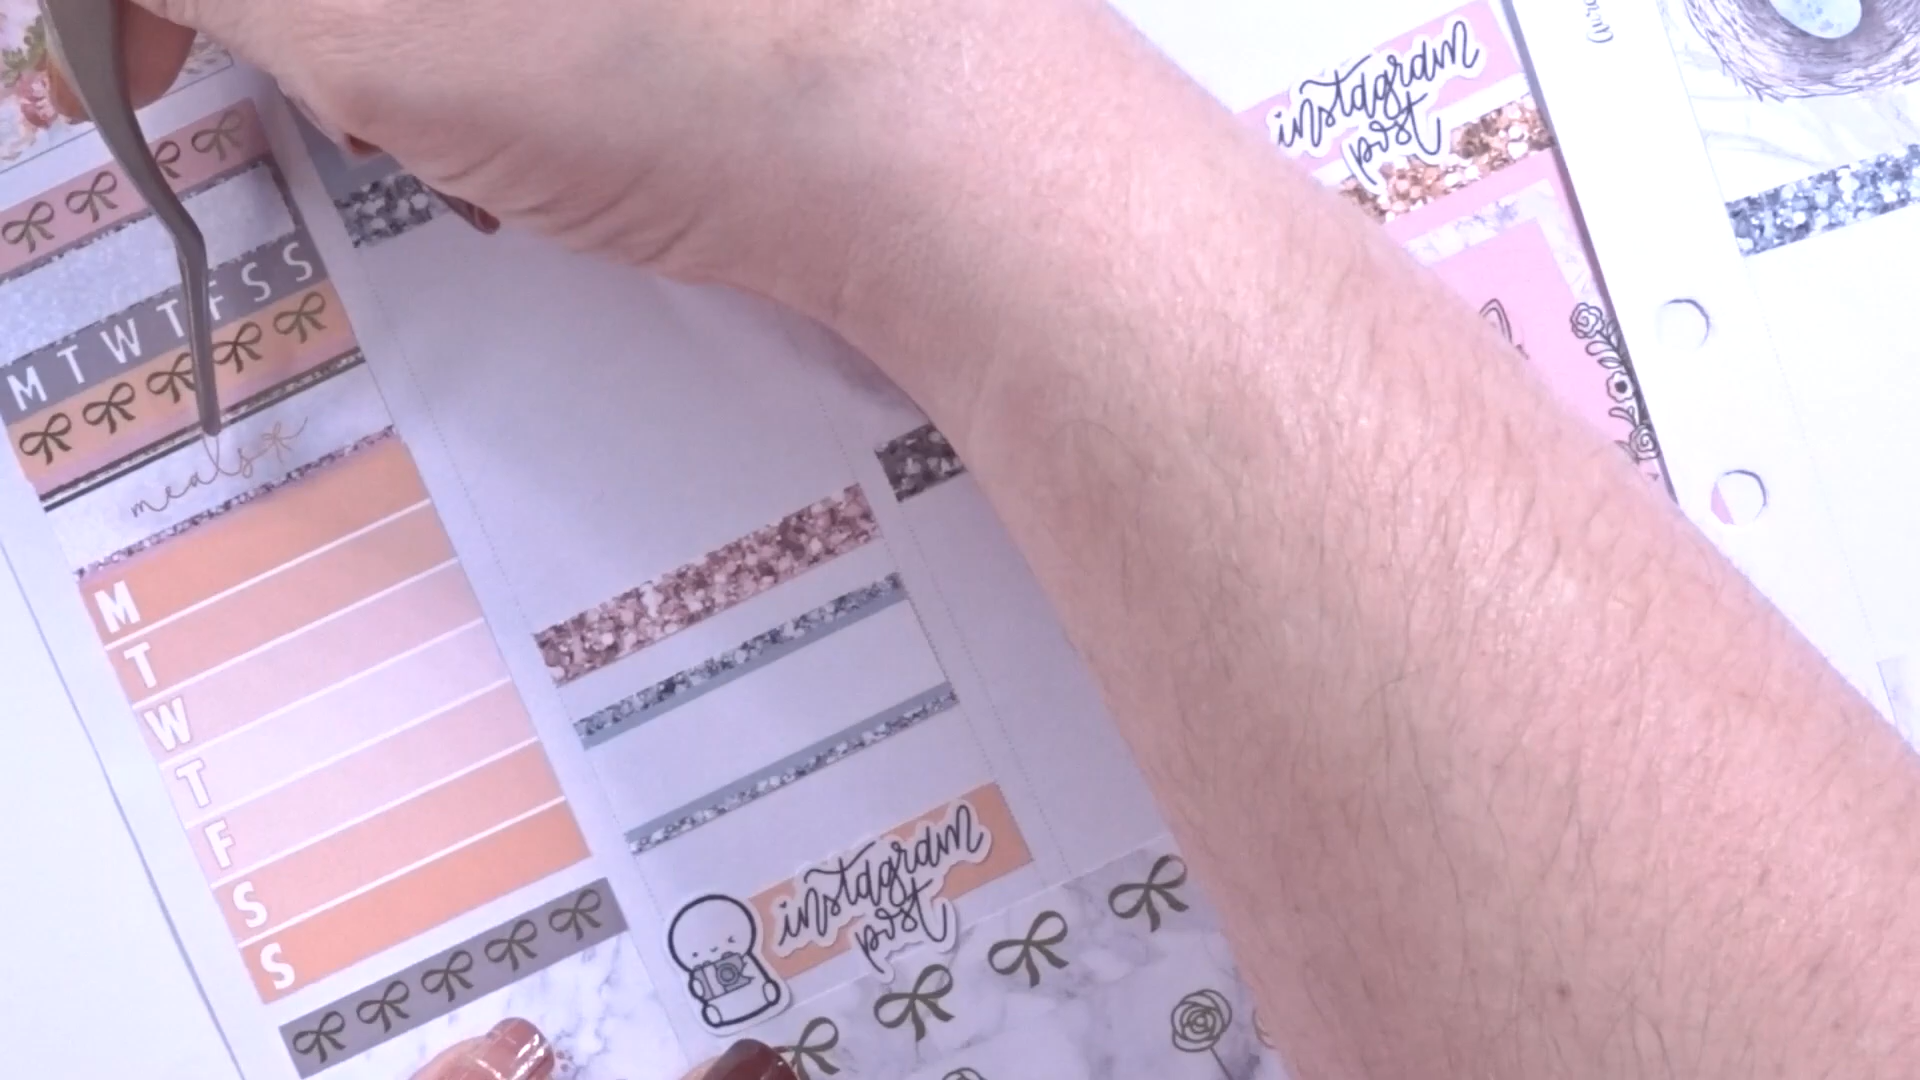 instagram
post
M T W T F S S
meals
M
T
W
T
F
S
S
instagram
post